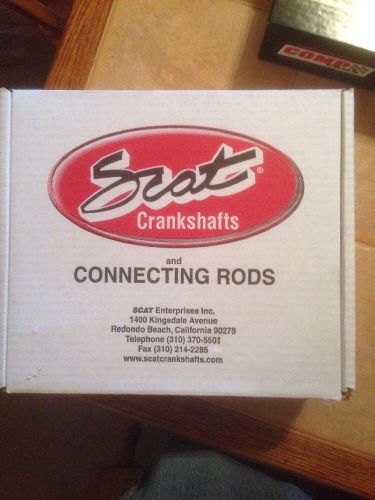 COMP
CAMS
Scat®
Crankshafts
and
CONNECTING RODS
SCAT Enterprises Inc.
1400 Kingsdale Avenue
Redondo Beach, California 90278
Telephone (310) 370-5501
Fax (310) 214-2285
www.scatcrankshafts.com